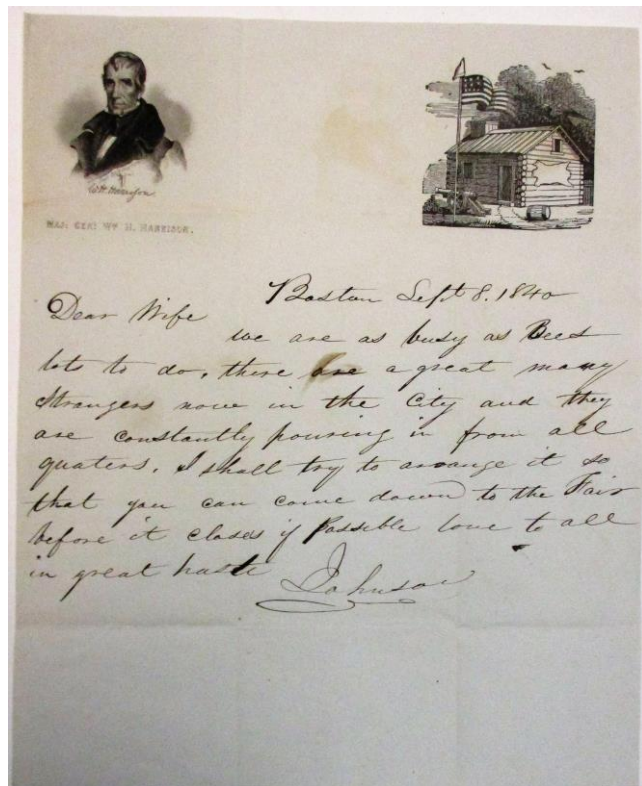 Wm H. Harrison
MAJ: GEN: WM H. HARRISON.
Boston Sept 8. 1840
Dear Wife
we are as busy as Bees
lots to do, there are a great many
strangers now in the City and they
are constantly pouring in from all
quaters. I shall try to arrange it so
that you can come down to the Fair
before it closes if Possible love to all
in great haste Johnson